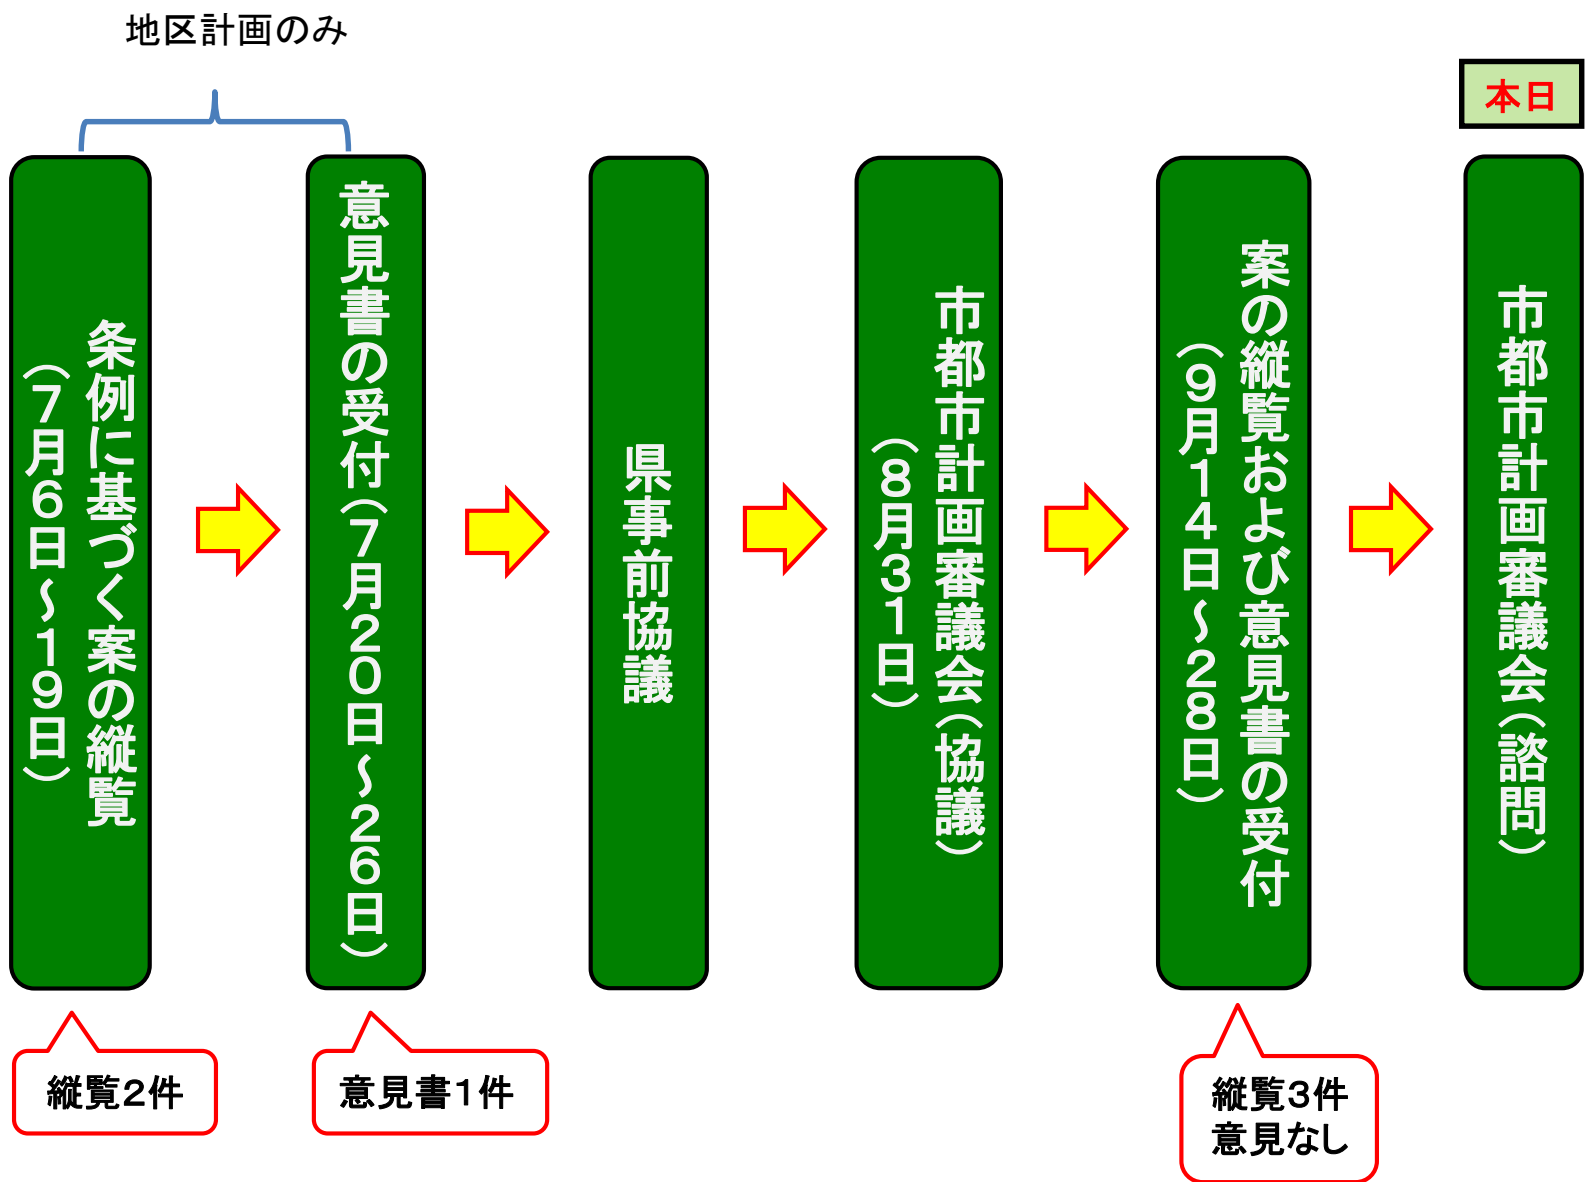 地区計画のみ
本日
条例に基づく案の縦覧
（７月６日～１９日）
意見書の受付（７月２０日～２６日）
県事前協議
市都市計画審議会（協議）
（８月３１日）
案の縦覧および意見書の受付
（９月１４日～２８日）
市都市計画審議会（諮問）
縦覧２件
意見書１件
縦覧３件
意見なし